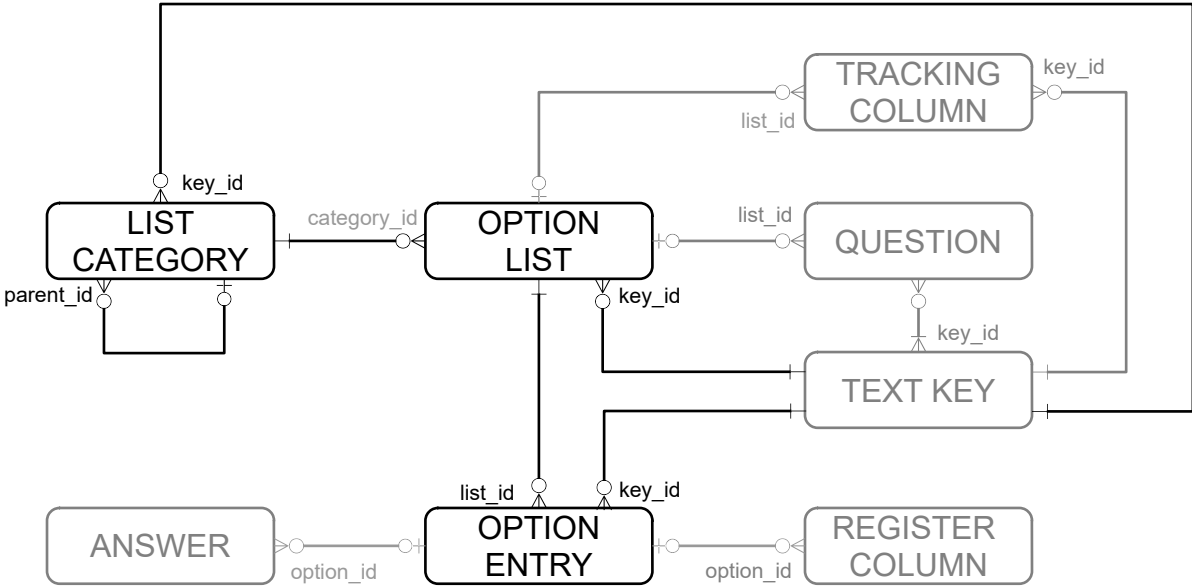 TRACKING
COLUMN
key_id
list_id
key_id
LIST
CATEGORY
category_id
OPTION
LIST
list_id
QUESTION
parent_id
key_id
key_id
TEXT KEY
list_id
key_id
ANSWER
option_id
OPTION
ENTRY
option_id
REGISTER
COLUMN